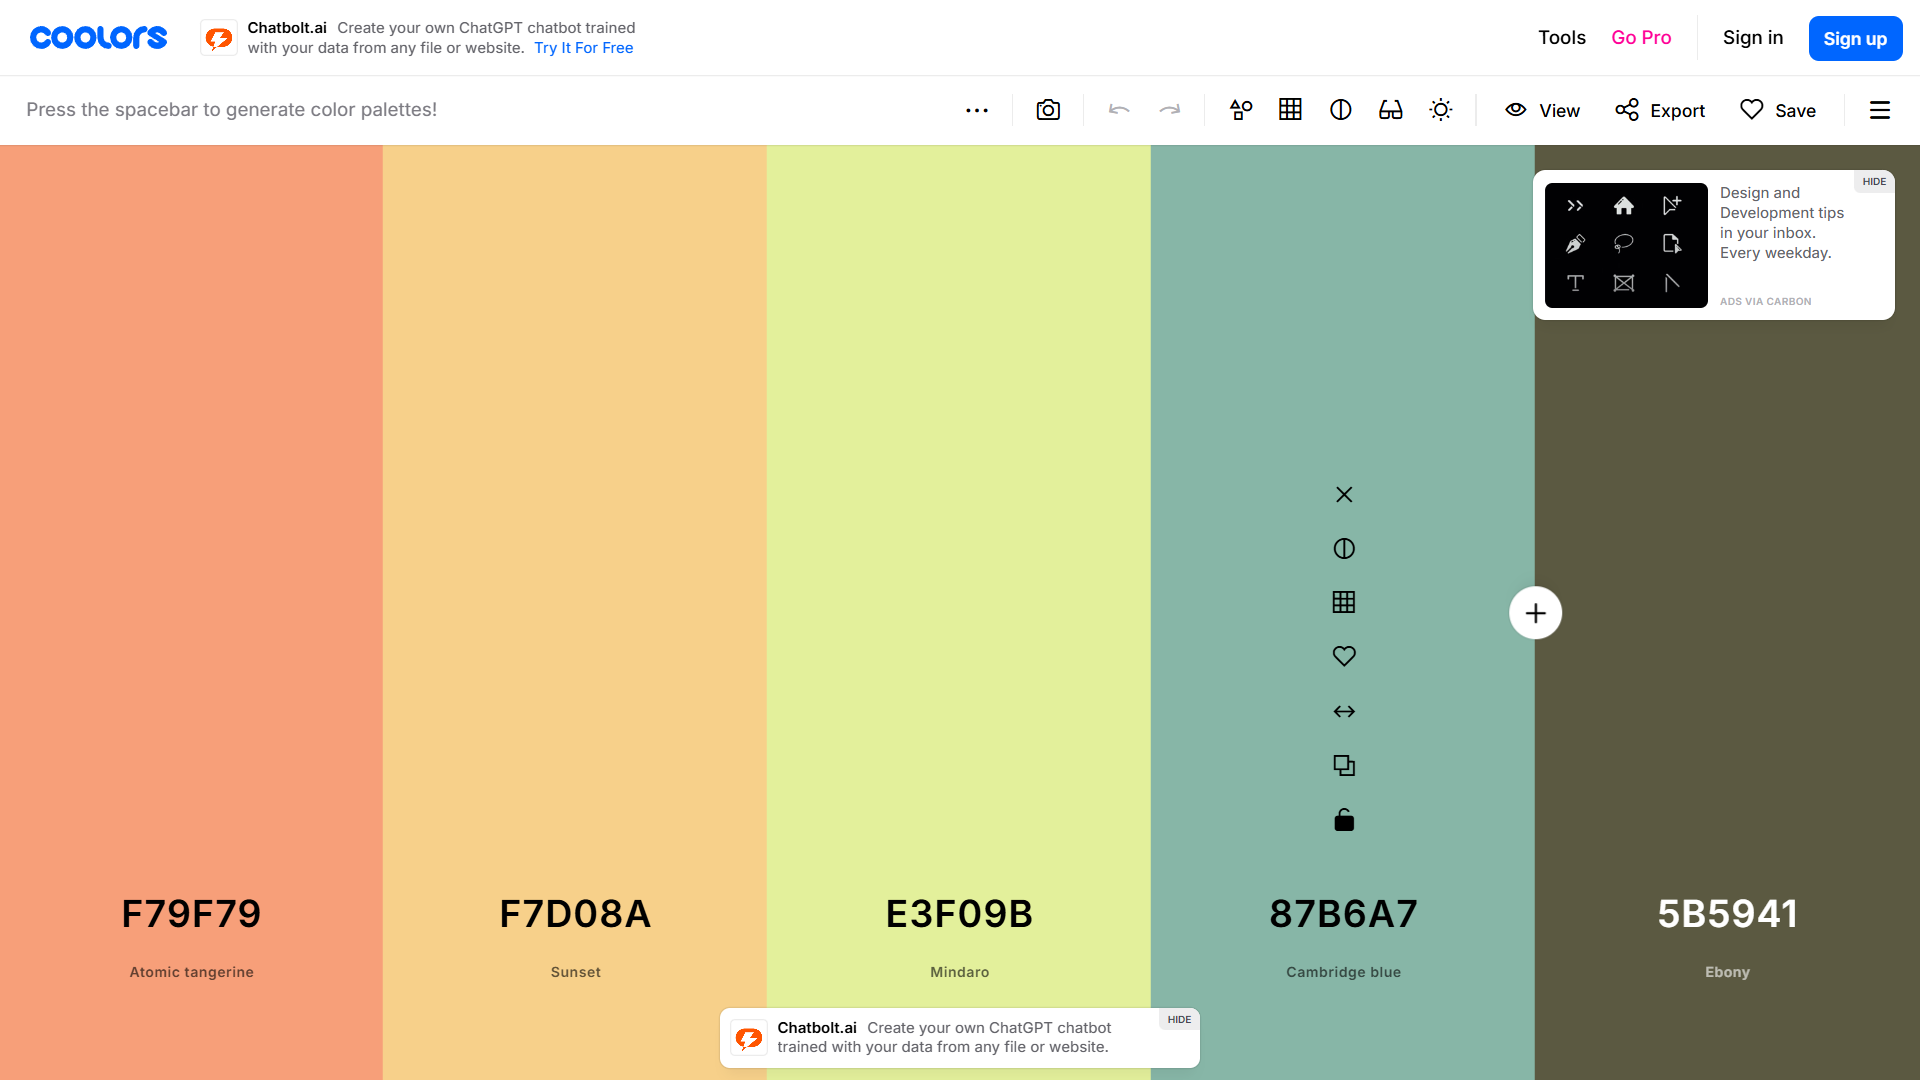 coolors
Chatbolt.ai Create your own ChatGPT chatbot trained
with your data from any file or website. Try It For Free
Tools
Go Pro
Sign in
Sign up
Press the spacebar to generate color palettes!
View
Export
Save
HIDE
Design and
Development tips
in your inbox.
Every weekday.
ADS VIA CARBON
F79F79
F7D08A
E3F09B
87B6A7
5B5941
Atomic tangerine
Sunset
Mindaro
Cambridge blue
Ebony
HIDE
Chatbolt.ai Create your own ChatGPT chatbot
trained with your data from any file or website.